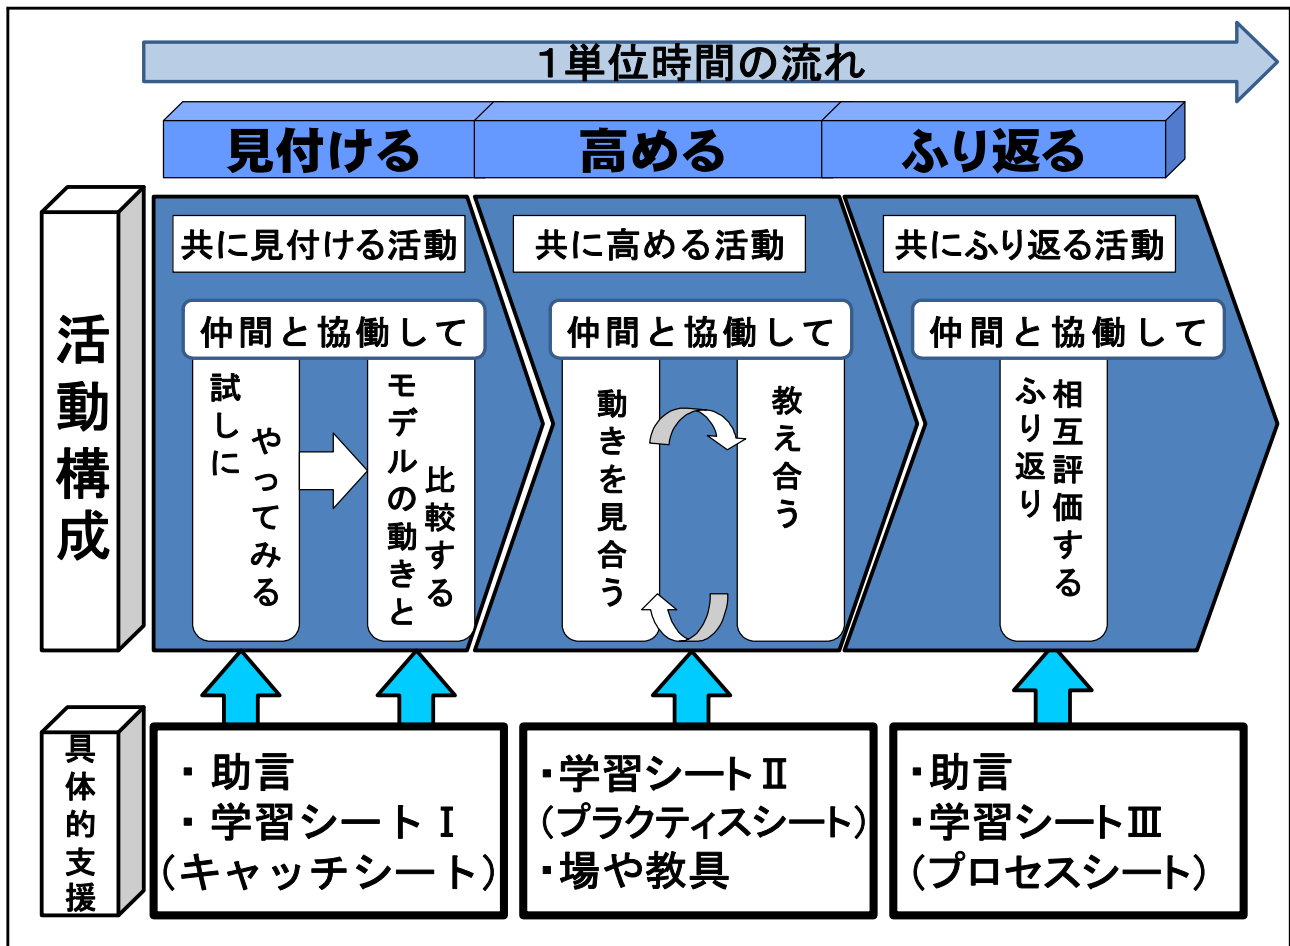 1単位時間の流れ
見付ける
高める
ふり返る
活動構成
共に見付ける活動
仲間と協働して
試しに
やってみる
モデルの動きと
比較する
共に高める活動
仲間と協働して
動きを見合う
教え合う
共にふり返る活動
仲間と協働して
相互評価する
ふり返り
具体的支援
・助言
・学習シートⅠ
(キャッチシート)
・学習シートⅡ
(プラクティスシート)
・場や教具
・助言
・学習シートⅢ
(プロセスシート)